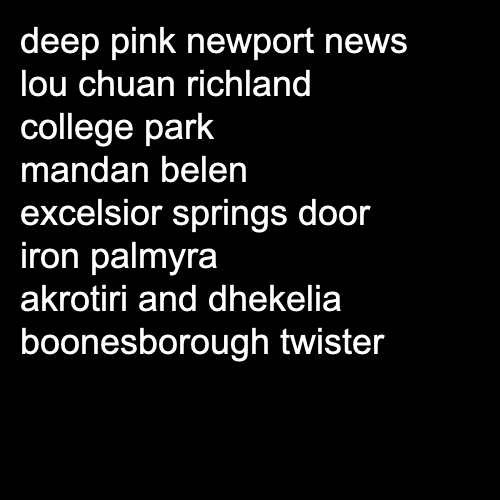 deep pink newport news
lou chuan richland
college park
mandan belen
excelsior springs door
iron palmyra
akrotiri and dhekelia
boonesborough twister